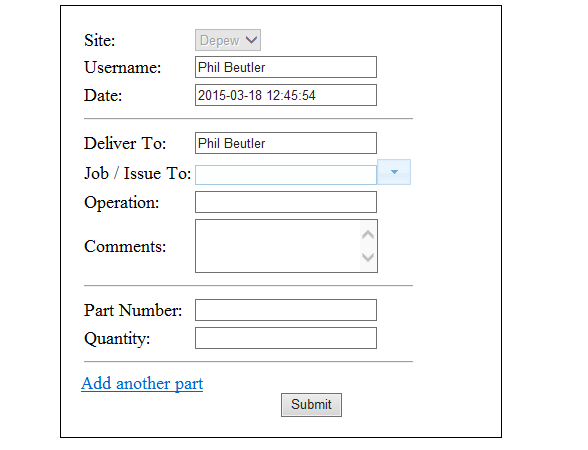 Site: Depew
Username: Phil Beutler
Date: 2015-03-18 12:45:54
Deliver To: Phil Beutler
Job / Issue To:
Operation:
Comments:
Part Number:
Quantity:
Add another part
Submit